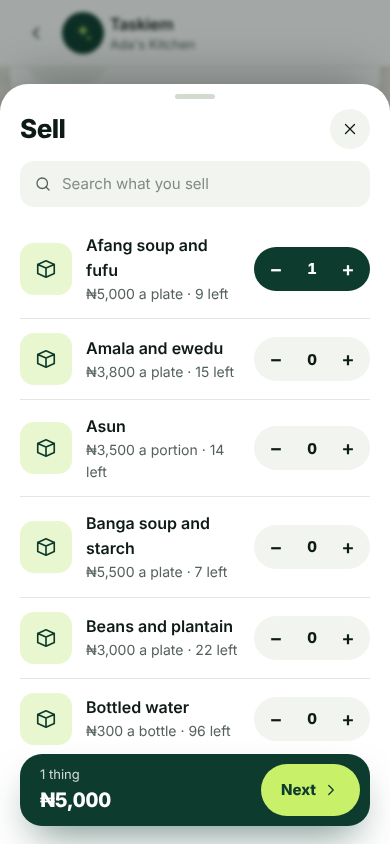 Taskiem
Ada's Kitchen
Sell
Search what you sell
Afang soup and
fufu
₦5,000 a plate · 9 left
− 1 +
Amala and ewedu
₦3,800 a plate · 15 left
− 0 +
Asun
₦3,500 a portion · 14
left
− 0 +
Banga soup and
starch
₦5,500 a plate · 7 left
− 0 +
Beans and plantain
₦3,000 a plate · 22 left
− 0 +
Bottled water
₦300 a bottle · 96 left
− 0 +
1 thing
₦5,000
Next